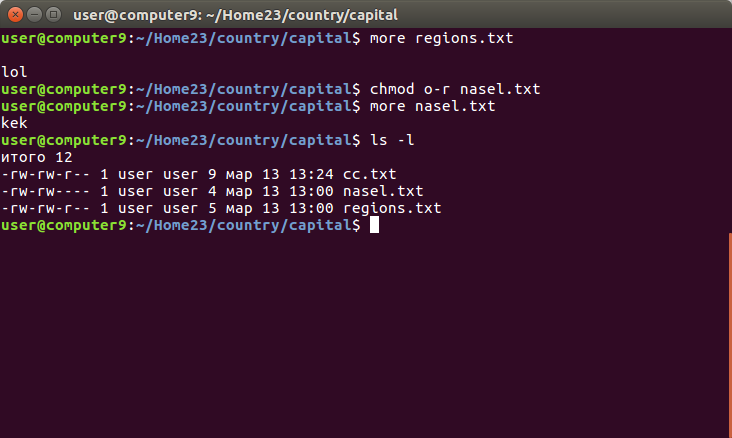 user@computer9: ~/Home23/country/capital
user@computer9:~/Home23/country/capital$ more regions.txt
lol
user@computer9:~/Home23/country/capital$ chmod o-r nasel.txt
user@computer9:~/Home23/country/capital$ more nasel.txt
kek
user@computer9:~/Home23/country/capital$ ls -l
итого 12
-rw-rw-r-- 1 user user 9 мар 13 13:24 cc.txt
-rw-rw---- 1 user user 4 мар 13 13:00 nasel.txt
-rw-rw-r-- 1 user user 5 мар 13 13:00 regions.txt
user@computer9:~/Home23/country/capital$